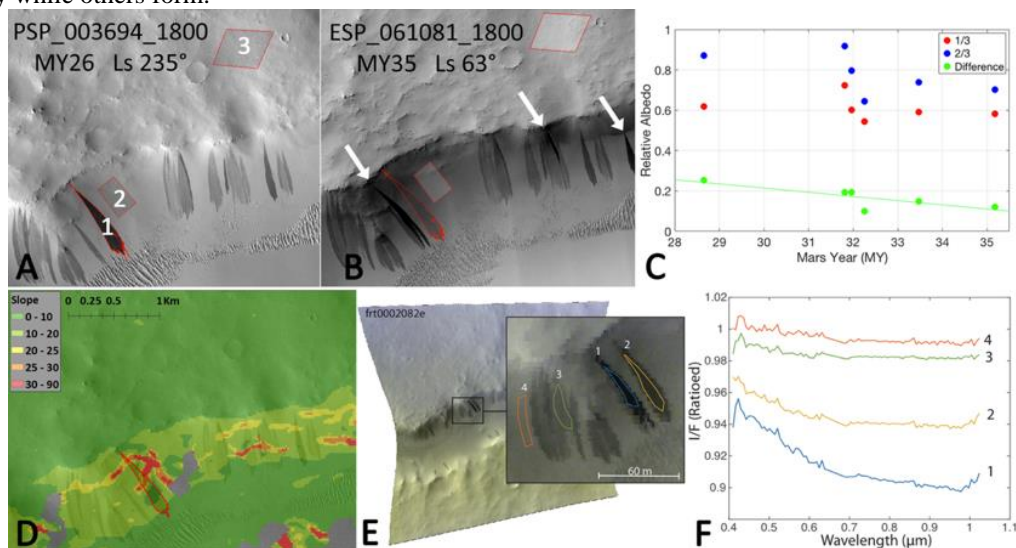 while others form.
PSP_003694_1800
MY26 Ls 235°
3
2
1
A
ESP_061081_1800
MY35 Ls 63°
B
1
0.8
0.6
0.4
0.2
0
Relative Albedo
1/3
2/3
Difference
28 29 30 31 32 33 34 35
Mars Year (MY)
C
Slope
0 - 10
10 - 20
20 - 25
25 - 30
30 - 90
0 0.25 0.5 1Km
D
frt0002082e
1
2
3
4
60 m
E
1.02
1
0.98
0.96
0.94
0.92
0.9
I/F (Ratioed)
4
3
2
1
0.4 0.5 0.6 0.7 0.8 0.9 1 1.1
Wavelength (µm)
F